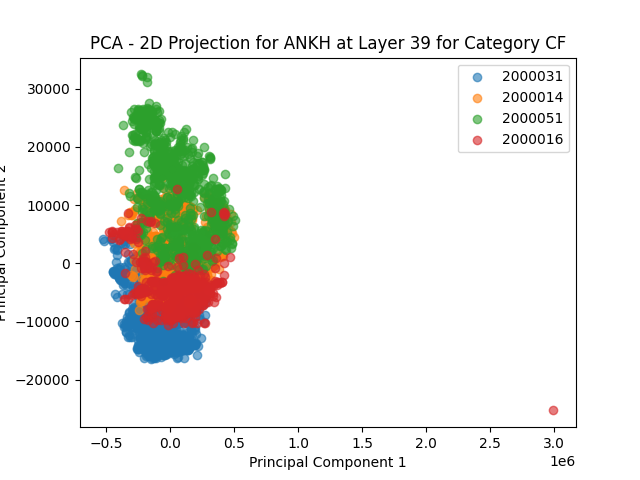 PCA - 2D Projection for ANKH at Layer 39 for Category CF
2000031
2000014
2000051
2000016
30000
20000
10000
0
−10000
−20000
Principal Component 2
−0.5 0.0 0.5 1.0 1.5 2.0 2.5 3.0
1e6
Principal Component 1